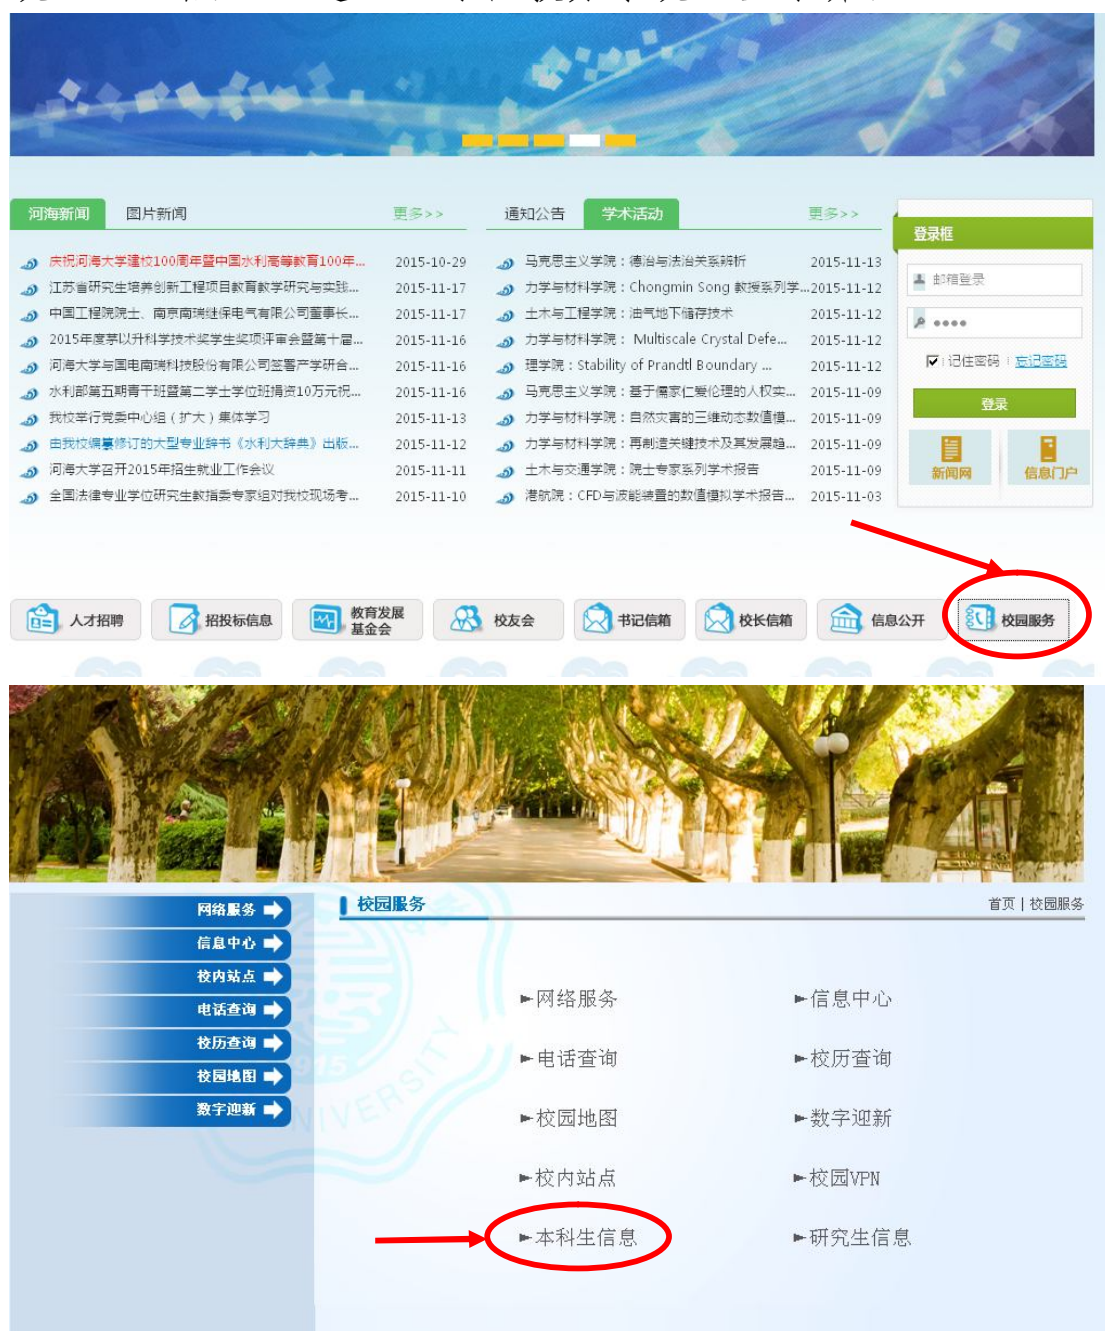 河海新闻 图片新闻 更多>>
庆祝河海大学建校100周年暨中国水利高等教育100年... 2015-10-29
江苏省研究生培养创新工程项目教育教学研究与实践... 2015-11-17
中国工程院院士、南京南瑞继保电气有限公司董事长... 2015-11-17
2015年度茅以升科学技术奖学生奖项评审会暨第十届... 2015-11-16
河海大学与国电南瑞科技股份有限公司签署产学研合... 2015-11-16
水利部第五期青干班暨第二学士学位班捐资10万元祝... 2015-11-16
我校举行党委中心组（扩大）集体学习 2015-11-13
由我校编纂修订的大型专业辞书《水利大辞典》出版... 2015-11-12
河海大学召开2015年招生就业工作会议 2015-11-11
全国法律专业学位研究生教指委专家组对我校现场考... 2015-11-10
通知公告 学术活动 更多>>
马克思主义学院：德治与法治关系辨析 2015-11-13
力学与材料学院：Chongmin Song 教授系列学...2015-11-12
土木与工程学院：油气地下储存技术 2015-11-12
力学与材料学院： Multiscale Crystal Defe... 2015-11-12
理学院：Stability of Prandtl Boundary ... 2015-11-12
马克思主义学院：基于儒家仁爱伦理的人权实... 2015-11-09
力学与材料学院：自然灾害的三维动态数值模... 2015-11-09
力学与材料学院：再制造关键技术及其发展趋... 2015-11-09
土木与交通学院：院士专家系列学术报告 2015-11-09
港航院：CFD与波能装置的数值模拟学术报告... 2015-11-03
登录框
邮箱登录
●●●●
记住密码 | 忘记密码
登录
新闻网 信息门户
人才招聘 招投标信息 教育发展基金会 校友会 书记信箱 校长信箱 信息公开 校园服务
网络服务
信息中心
校内站点
电话查询
校历查询
校园地图
数字迎新
校园服务 首页 | 校园服务
►网络服务 ►信息中心
►电话查询 ►校历查询
►校园地图 ►数字迎新
►校内站点 ►校园VPN
►本科生信息 ►研究生信息
1915
UNIVERSITY